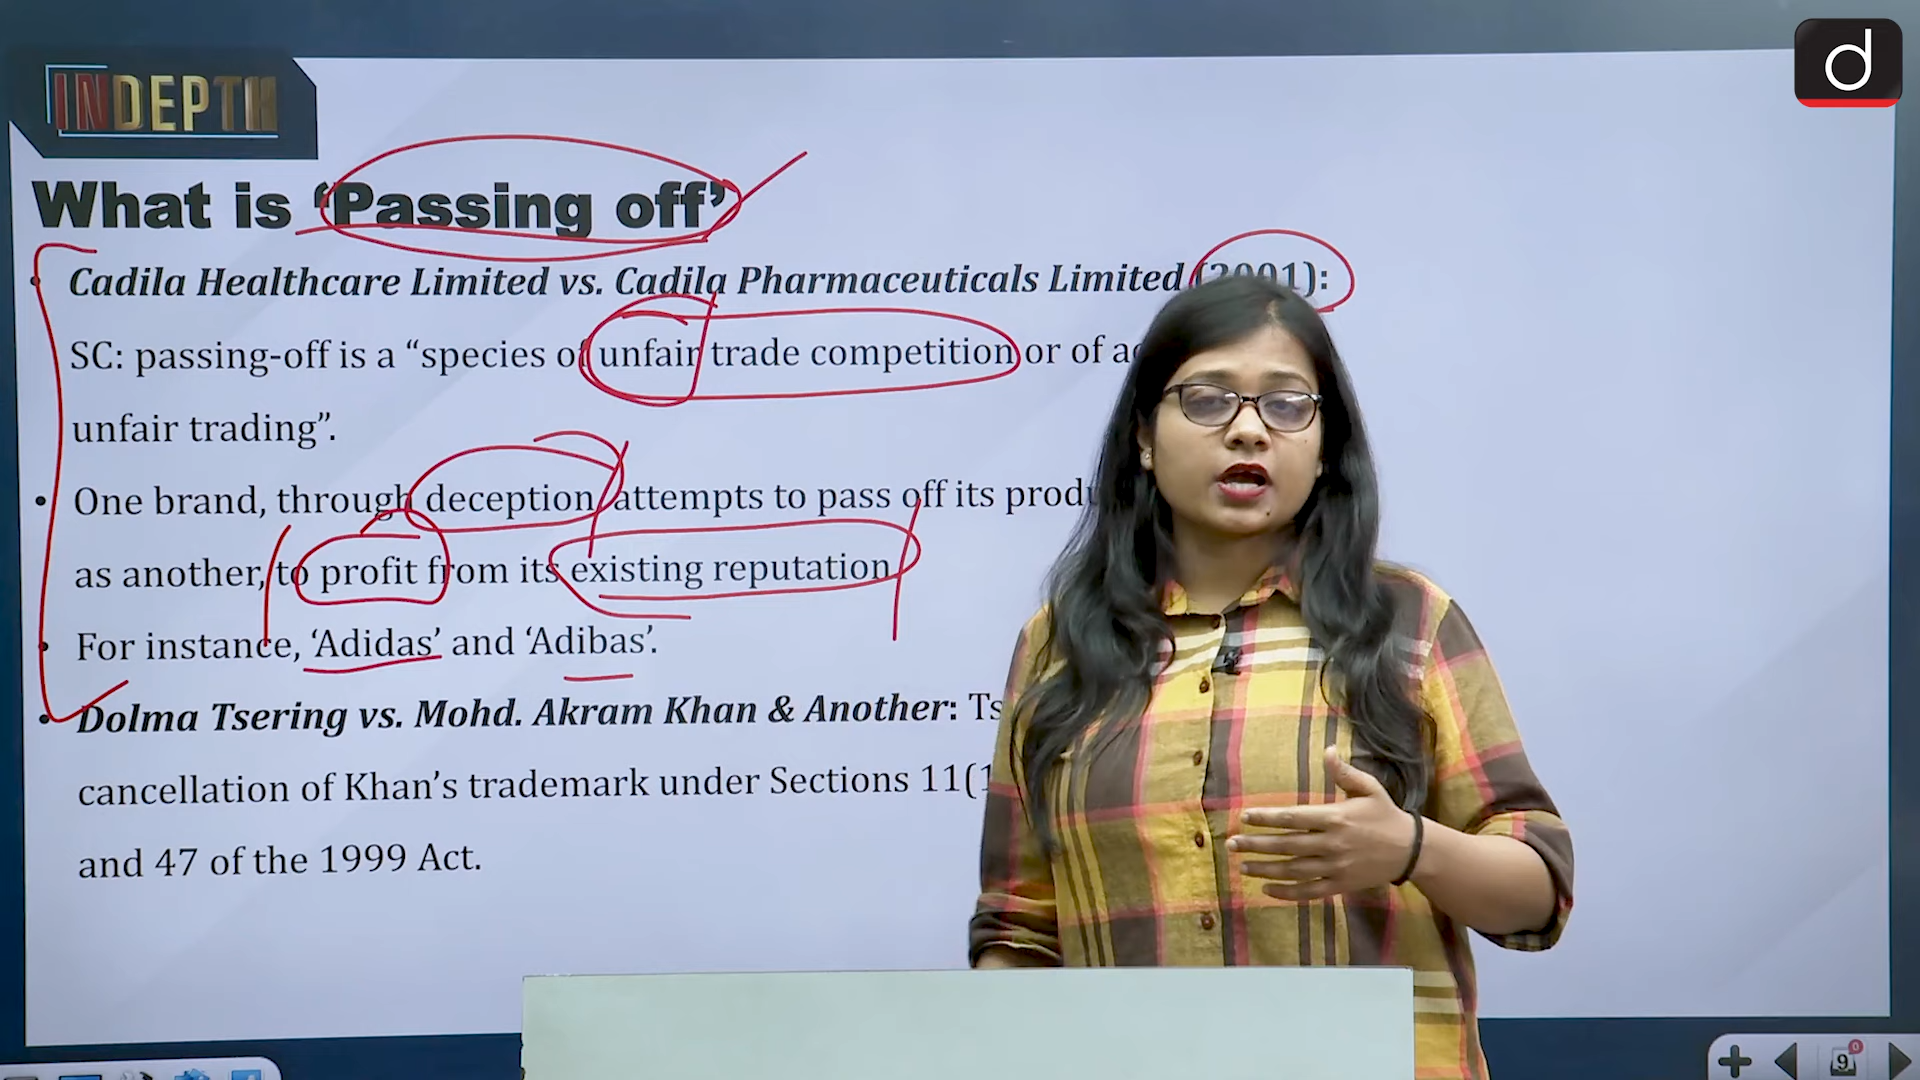 INDEPTH
d
What is ‘Passing off’
• Cadila Healthcare Limited vs. Cadila Pharmaceuticals Limited (2001):
SC: passing-off is a “species of unfair trade competition or of
unfair trading”.
• One brand, through deception attempts to pass off its
as another, to profit from its existing reputation
• For instance, ‘Adidas’ and ‘Adibas’.
• Dolma Tsering vs. Mohd. Akram Khan & Another:
cancellation of Khan’s trademark under Sections
and 47 of the 1999 Act.
9
0